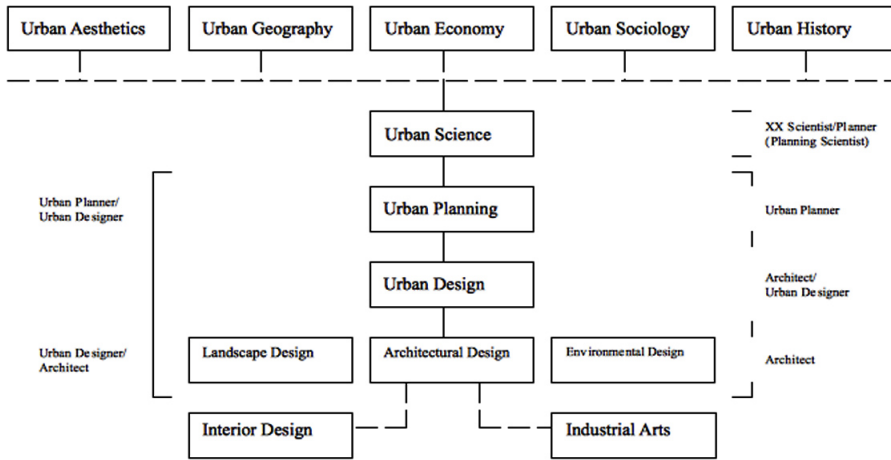 Urban Aesthetics
Urban Geography
Urban Economy
Urban Sociology
Urban History
Urban Science
XX Scientist/Planner
(Planning Scientist)
Urban Planner/
Urban Designer
Urban Planning
Urban Planner
Urban Design
Architect/
Urban Designer
Urban Designer/
Architect
Landscape Design
Architectural Design
Environmental Design
Architect
Interior Design
Industrial Arts